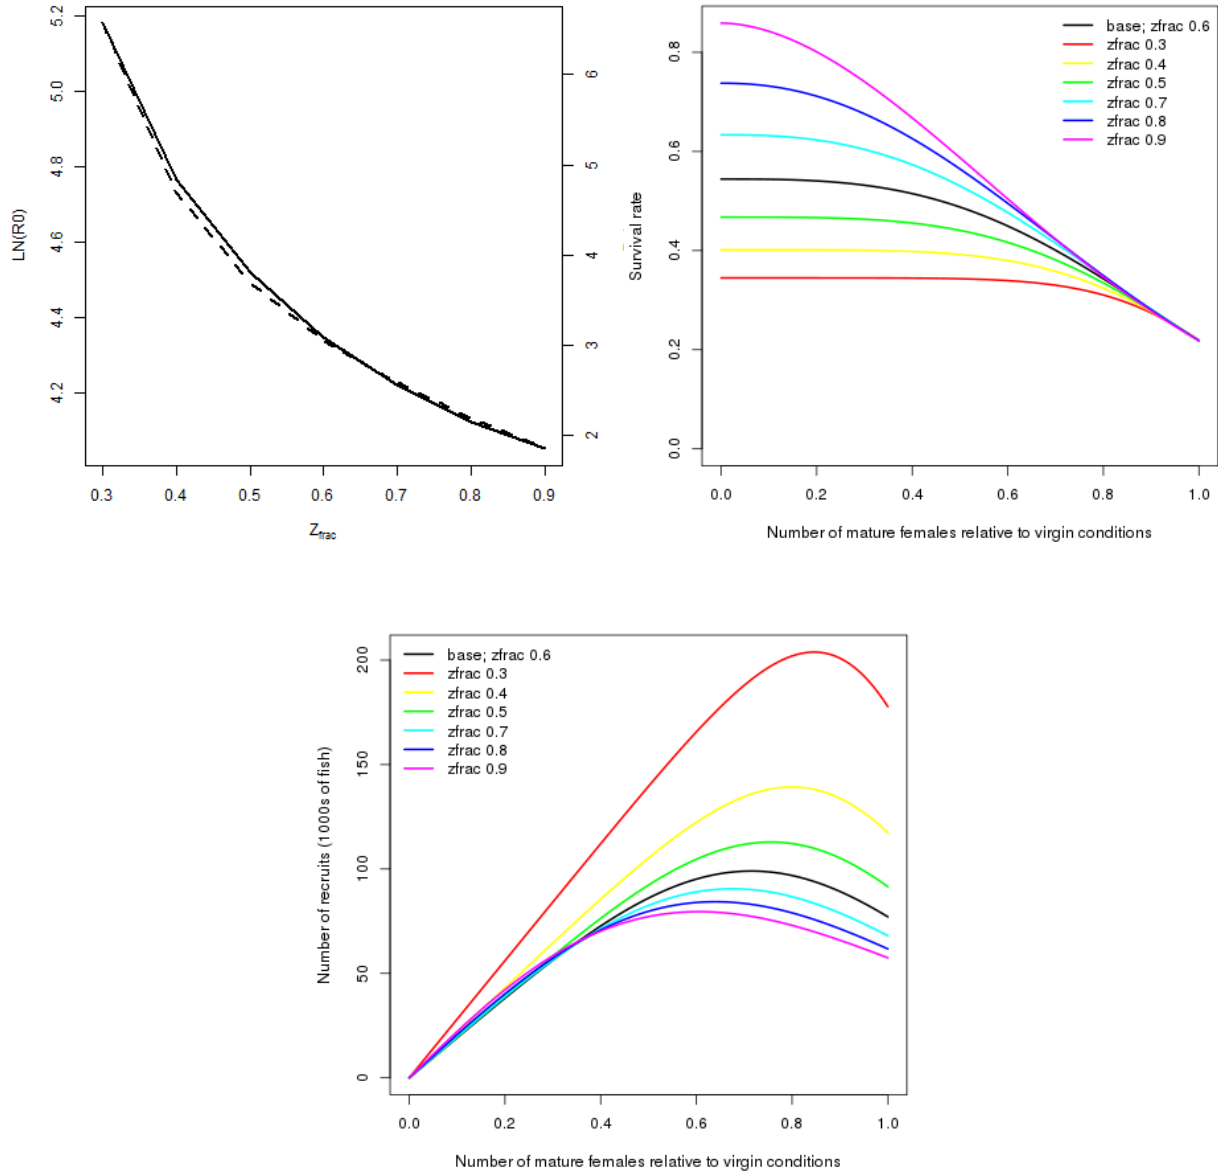 5.2
5.0
4.8
4.6
4.4
4.2
LN(R0)
6
5
4
3
2
0.3 0.4 0.5 0.6 0.7 0.8 0.9
Zfrac
0.8
0.6
0.4
0.2
0.0
Survival rate
base; zfrac 0.6
zfrac 0.3
zfrac 0.4
zfrac 0.5
zfrac 0.7
zfrac 0.8
zfrac 0.9
0.0 0.2 0.4 0.6 0.8 1.0
Number of mature females relative to virgin conditions
200
150
100
50
0
Number of recruits (1000s of fish)
base; zfrac 0.6
zfrac 0.3
zfrac 0.4
zfrac 0.5
zfrac 0.7
zfrac 0.8
zfrac 0.9
0.0 0.2 0.4 0.6 0.8 1.0
Number of mature females relative to virgin conditions